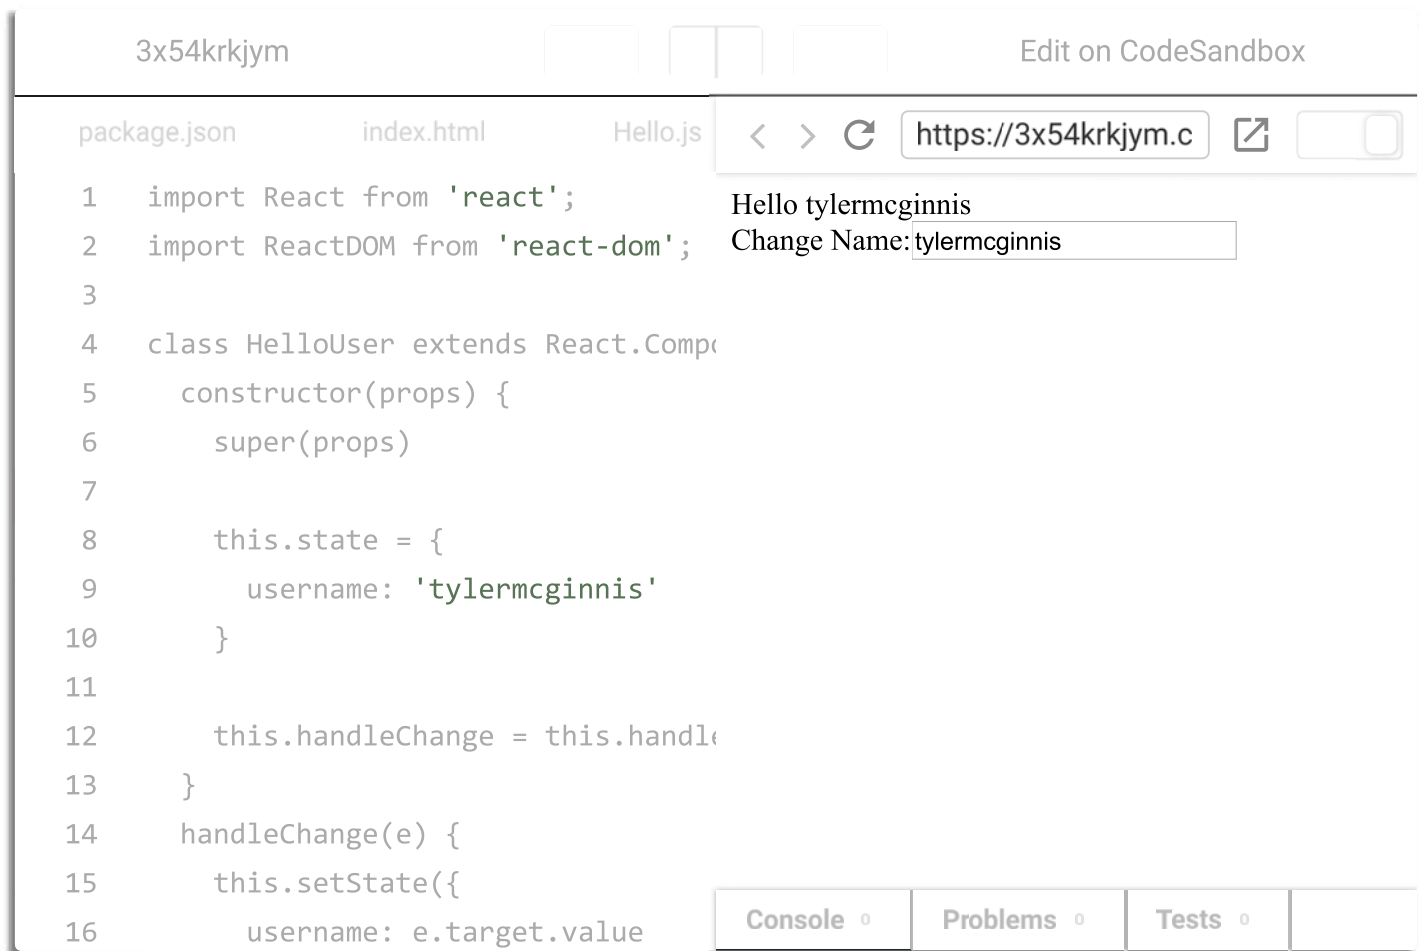 3x54krkjym
Edit on CodeSandbox
package.json index.html Hello.js
1 import React from 'react';
2 import ReactDOM from 'react-dom';
3
4 class HelloUser extends React.Compo
5 constructor(props) {
6 super(props)
7
8 this.state = {
9 username: 'tylermcginnis'
10 }
11
12 this.handleChange = this.handle
13 }
14 handleChange(e) {
15 this.setState({
16 username: e.target.value
https://3x54krkjym.c
Hello tylermcginnis
Change Name: tylermcginnis
Console 0 Problems 0 Tests 0